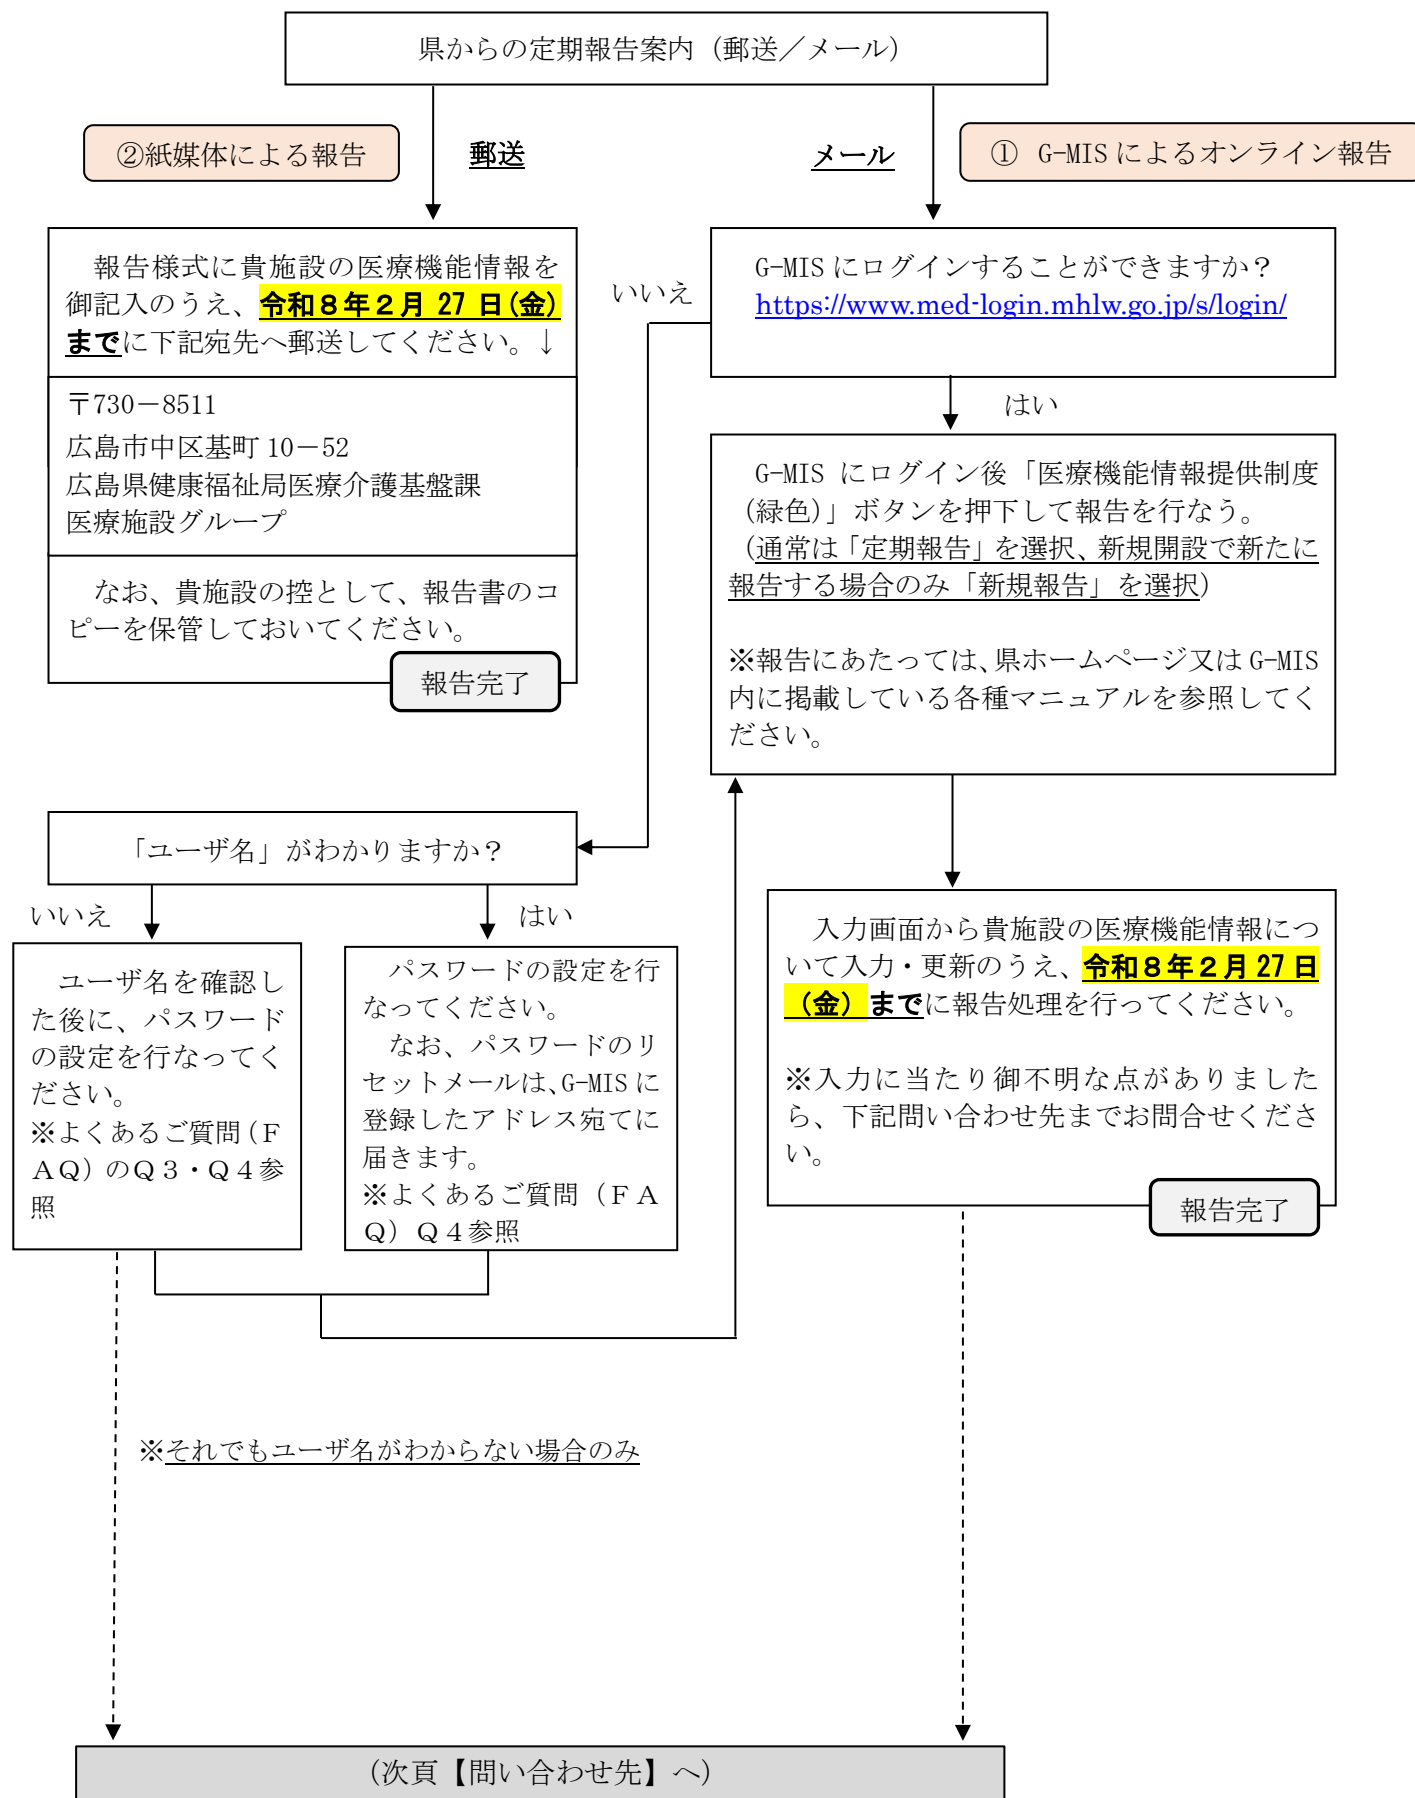 県からの定期報告案内（郵送／メール）
②紙媒体による報告
郵送
メール
① G-MISによるオンライン報告
報告様式に貴施設の医療機能情報を
御記入のうえ、令和８年２月 27 日(金)
までに下記宛先へ郵送してください。↓
〒730－8511
広島市中区基町 10－52
広島県健康福祉局医療介護基盤課
医療施設グループ
なお、貴施設の控として、報告書のコ
ピーを保管しておいてください。
報告完了
いいえ
G-MIS にログインすることができますか？
https://www.med-login.mhlw.go.jp/s/login/
はい
G-MIS にログイン後「医療機能情報提供制度
（緑色）」ボタンを押下して報告を行なう。
（通常は「定期報告」を選択、新規開設で新たに
報告する場合のみ「新規報告」を選択）
※報告にあたっては、県ホームページ又は G-MIS
内に掲載している各種マニュアルを参照してく
ださい。
「ユーザ名」がわかりますか？
いいえ
はい
ユーザ名を確認し
た後に、パスワード
の設定を行なってく
ださい。
※よくあるご質問（Ｆ
ＡＱ）のＱ３・Ｑ４参
照
パスワードの設定を行
なってください。
なお、パスワードのリ
セットメールは、G-MIS に
登録したアドレス宛てに
届きます。
※よくあるご質問（ＦＡ
Ｑ）Ｑ４参照
入力画面から貴施設の医療機能情報につ
いて入力・更新のうえ、令和８年２月 27 日
（金）までに報告処理を行ってください。
※入力に当たり御不明な点がありました
ら、下記問い合わせ先までお問合せくださ
い。
報告完了
※それでもユーザ名がわからない場合のみ
（次頁【問い合わせ先】へ）